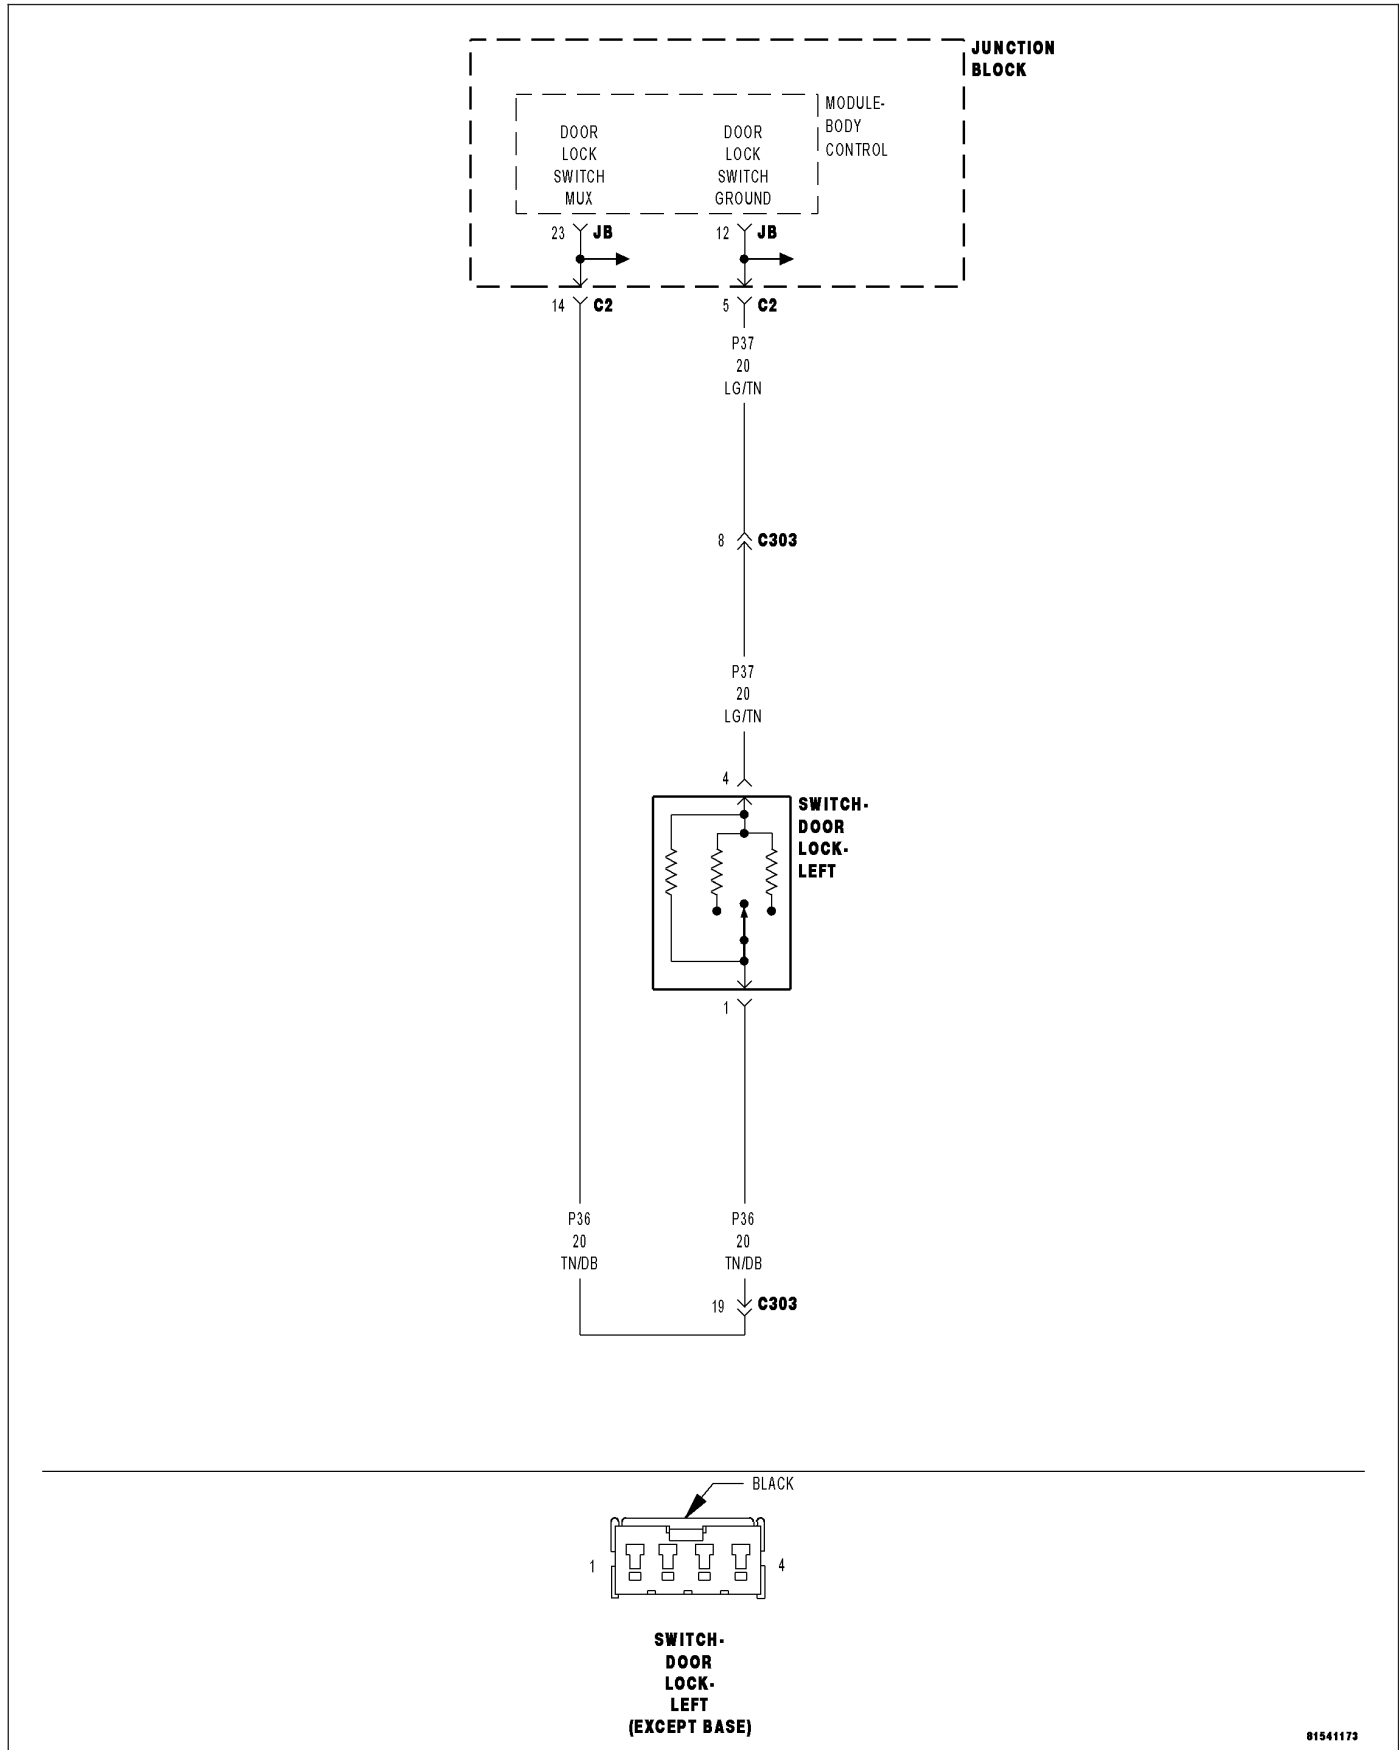 JUNCTION
BLOCK
MODULE-
BODY
CONTROL
DOOR
LOCK
SWITCH
MUX
DOOR
LOCK
SWITCH
GROUND
23 JB
12 JB
14 C2
5 C2
P37
20
LG/TN
8 C303
P37
20
LG/TN
4
SWITCH-
DOOR
LOCK-
LEFT
1
P36
20
TN/DB
P36
20
TN/DB
19 C303
BLACK
1
4
SWITCH-
DOOR
LOCK-
LEFT
(EXCEPT BASE)
81541173